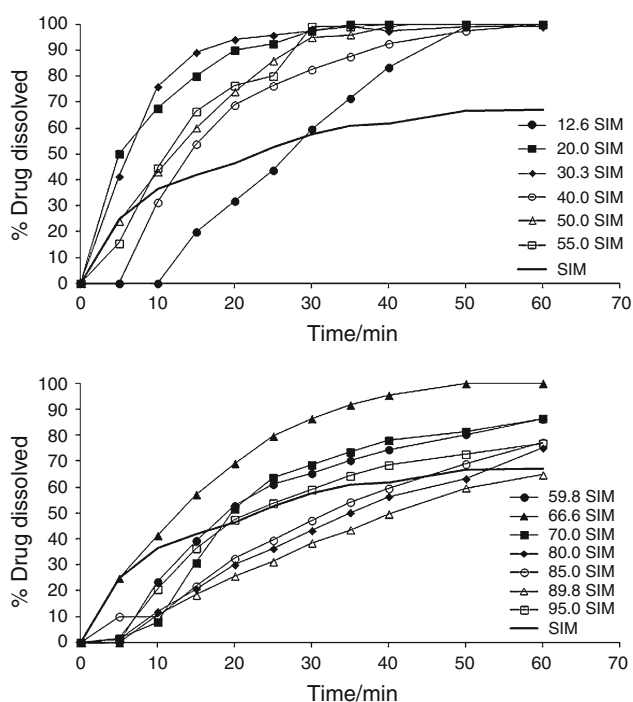 100
90
80
70
60
50
40
30
20
10
0
% Drug dissolved
12.6 SIM
20.0 SIM
30.3 SIM
40.0 SIM
50.0 SIM
55.0 SIM
SIM
0 10 20 30 40 50 60 70
Time/min
100
90
80
70
60
50
40
30
20
10
0
% Drug dissolved
59.8 SIM
66.6 SIM
70.0 SIM
80.0 SIM
85.0 SIM
89.8 SIM
95.0 SIM
SIM
0 10 20 30 40 50 60 70
Time/min